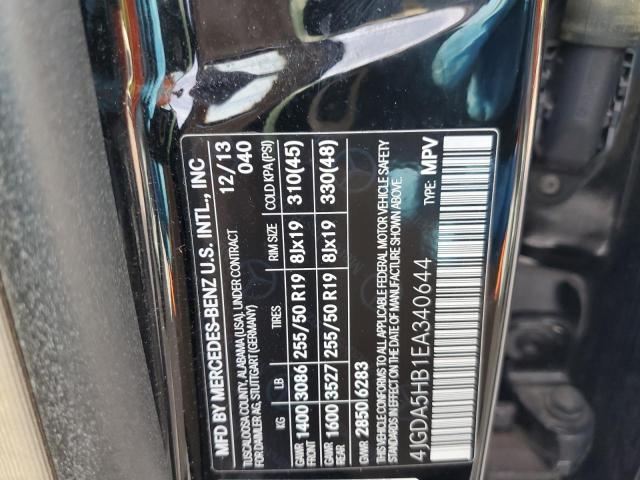 MFD BY MERCEDES-BENZ U.S. INTL., INC
TUSCALOOSA COUNTY, ALABAMA (USA) UNDER CONTRACT 12/13
FOR DAIMLER AG, STUTTGART (GERMANY) 040
KG LB TIRES RIM SIZE COLD KPA(PSI)
GAWR FRONT 1400 3086 255/50 R19 8Jx19 310(45)
GAWR REAR 1600 3527 255/50 R19 8Jx19 330(48)
GVWR 2850 6283
THIS VEHICLE CONFORMS TO ALL APPLICABLE FEDERAL MOTOR VEHICLE SAFETY
STANDARDS IN EFFECT ON THE DATE OF MANUFACTURE SHOWN ABOVE.
4JGDA5HB1EA340644 TYPE: MPV